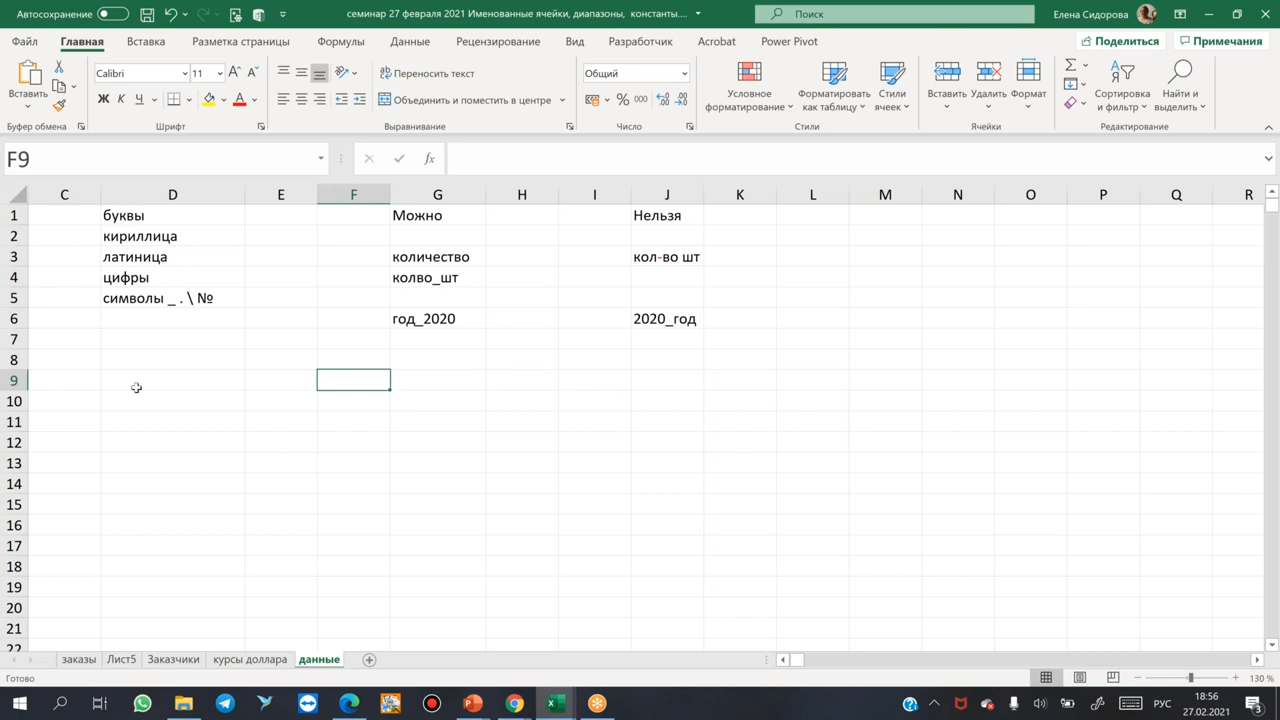 Автосохранение
семинар 27 февраля 2021 Именованные ячейки, диапазоны, константы....
Поиск
Елена Сидорова
Файл Главная Вставка Разметка страницы Формулы Данные Рецензирование Вид Разработчик Acrobat Power Pivot Поделиться Примечания
Вставить
Буфер обмена
Calibri 11
Ж К Ч
Шрифт
Переносить текст
Объединить и поместить в центре
Выравнивание
Общий
% 000
Число
Условное форматирование
Форматировать как таблицу
Стили ячеек
Стили
Вставить Удалить Формат
Ячейки
Сортировка и фильтр
Найти и выделить
Редактирование
F9 fx
C D E F G H I J K L M N O P Q R
1 буквы Можно Нельзя
2 кириллица
3 латиница количество кол-во шт
4 цифры колво_шт
5 символы _ . \ №
6 год_2020 2020_год
7
8
9
10
11
12
13
14
15
16
17
18
19
20
21
22
заказы Лист5 Заказчики курсы доллара данные
Готово 130 %
РУС 18:56
27.02.2021
3